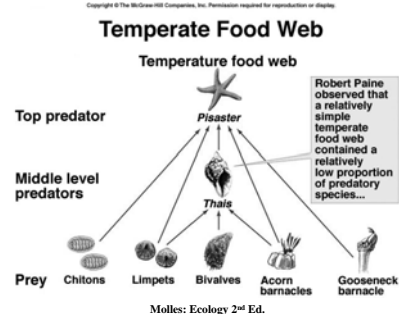 Copyright © The McGraw-Hill Companies, Inc. Permission required for reproduction or display.
Temperate Food Web
Temperature food web
Top predator
Pisaster
Robert Paine
observed that
a relatively
simple
temperate
food web
contained a
relatively
low proportion
of predatory
species...
Middle level
predators
Thais
Prey
Chitons
Limpets
Bivalves
Acorn
barnacles
Gooseneck
barnacle
Molles: Ecology 2nd Ed.